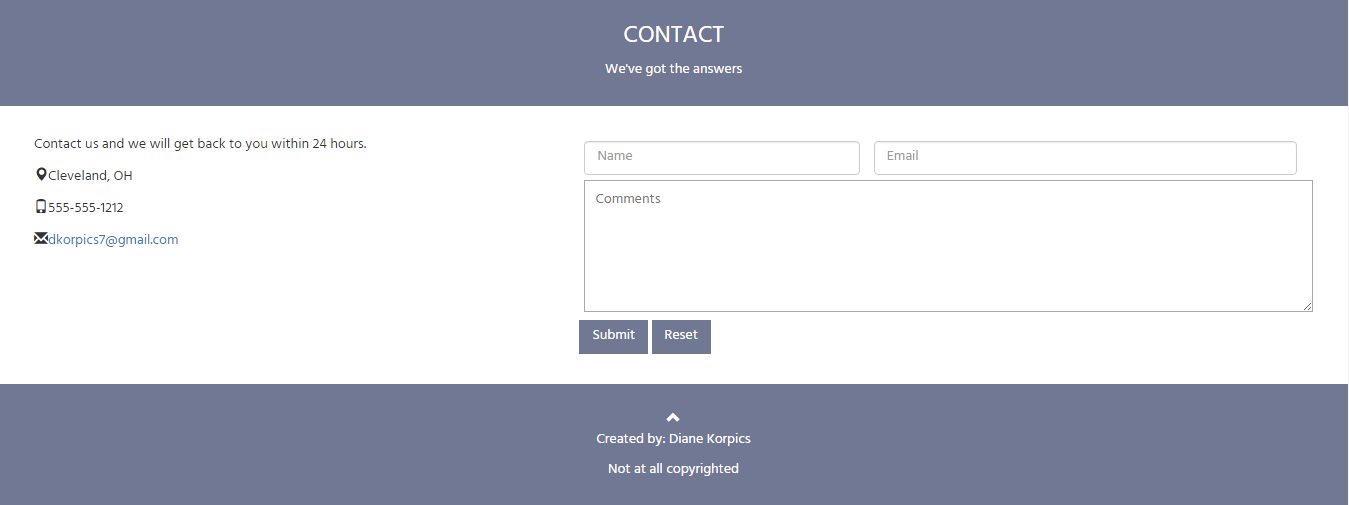 CONTACT
We've got the answers
Contact us and we will get back to you within 24 hours.
Cleveland, OH
555-555-1212
dkorpics7@gmail.com
Name
Email
Comments
Submit
Reset
Created by: Diane Korpics
Not at all copyrighted